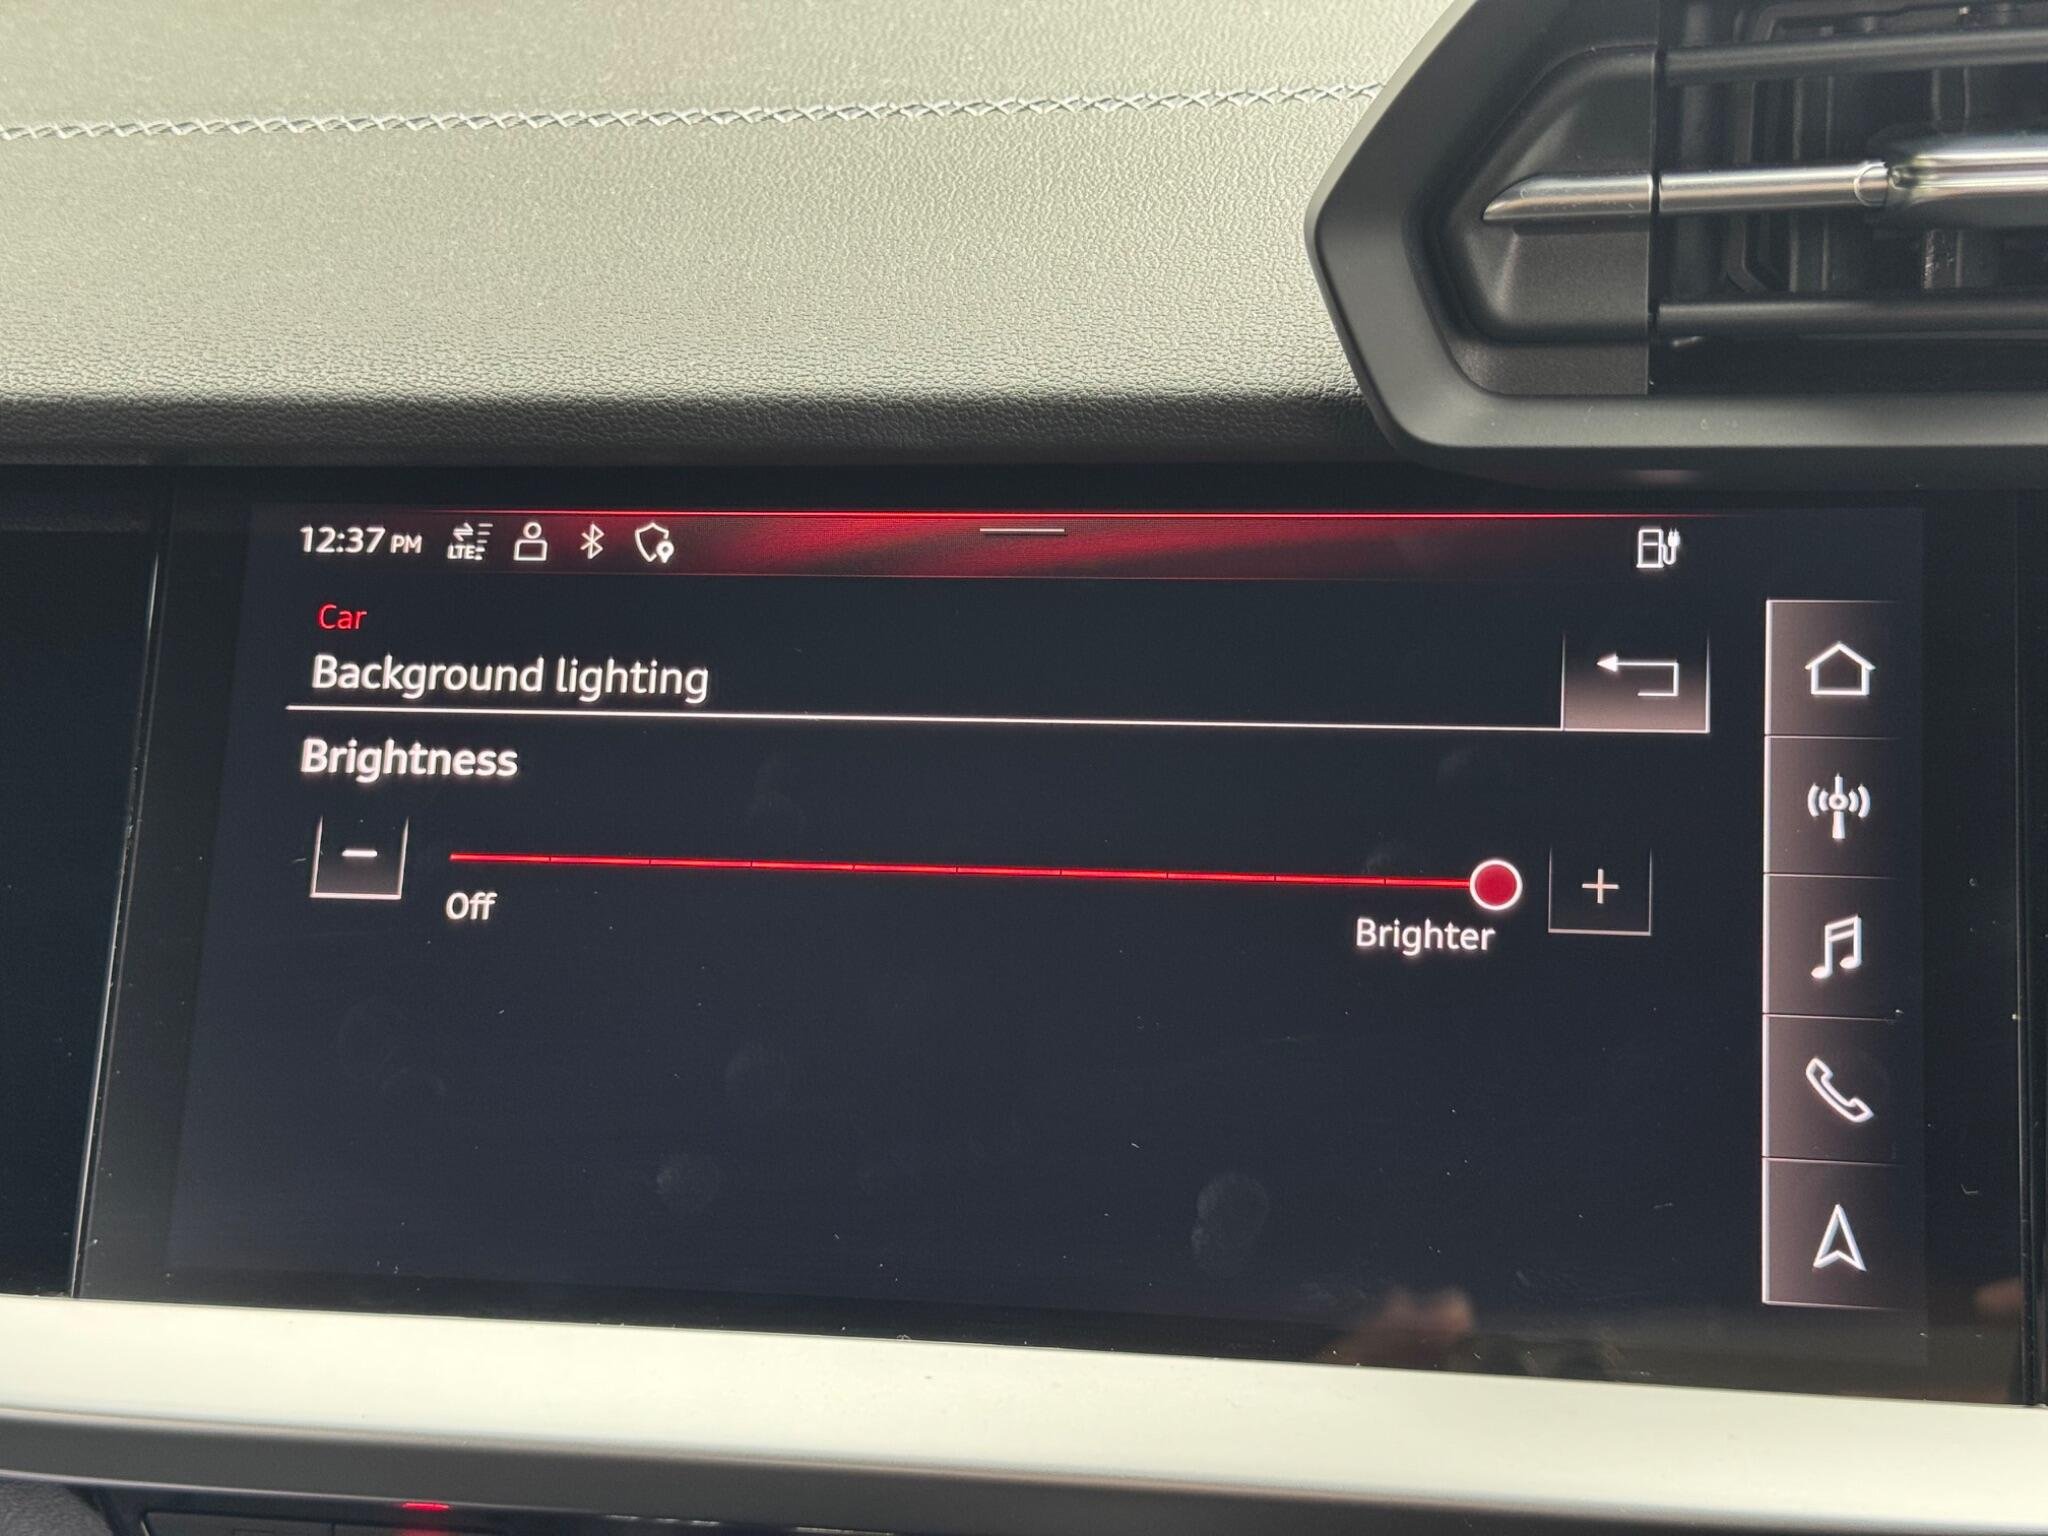 12:37 PM LTE
Car
Background lighting
Brightness
Off
Brighter